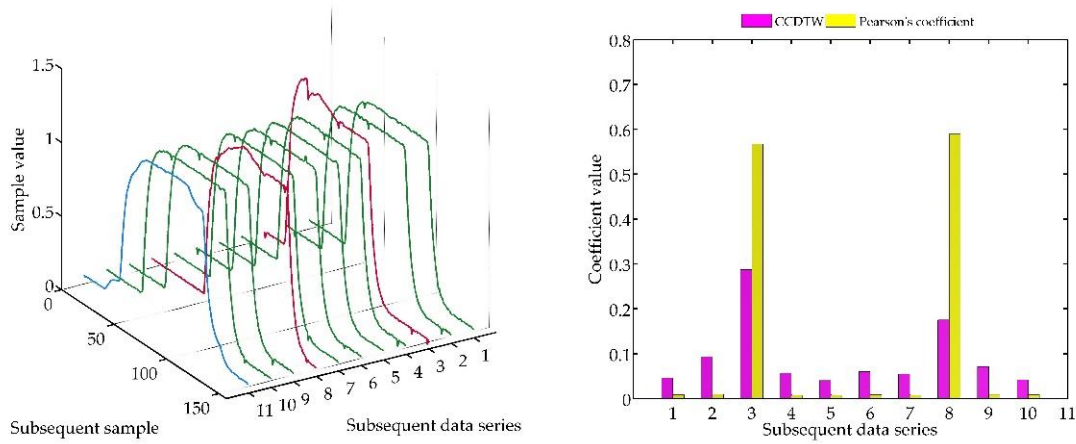 1.5
1
0.5
0
Sample value
0
50
100
150
Subsequent sample
11 10 9 8 7 6 5 4 3 2 1
Subsequent data series
CCDTW Pearson's coefficient
0.8
0.7
0.6
0.5
0.4
0.3
0.2
0.1
0
Coefficient value
1 2 3 4 5 6 7 8 9 10 11
Subsequent data series